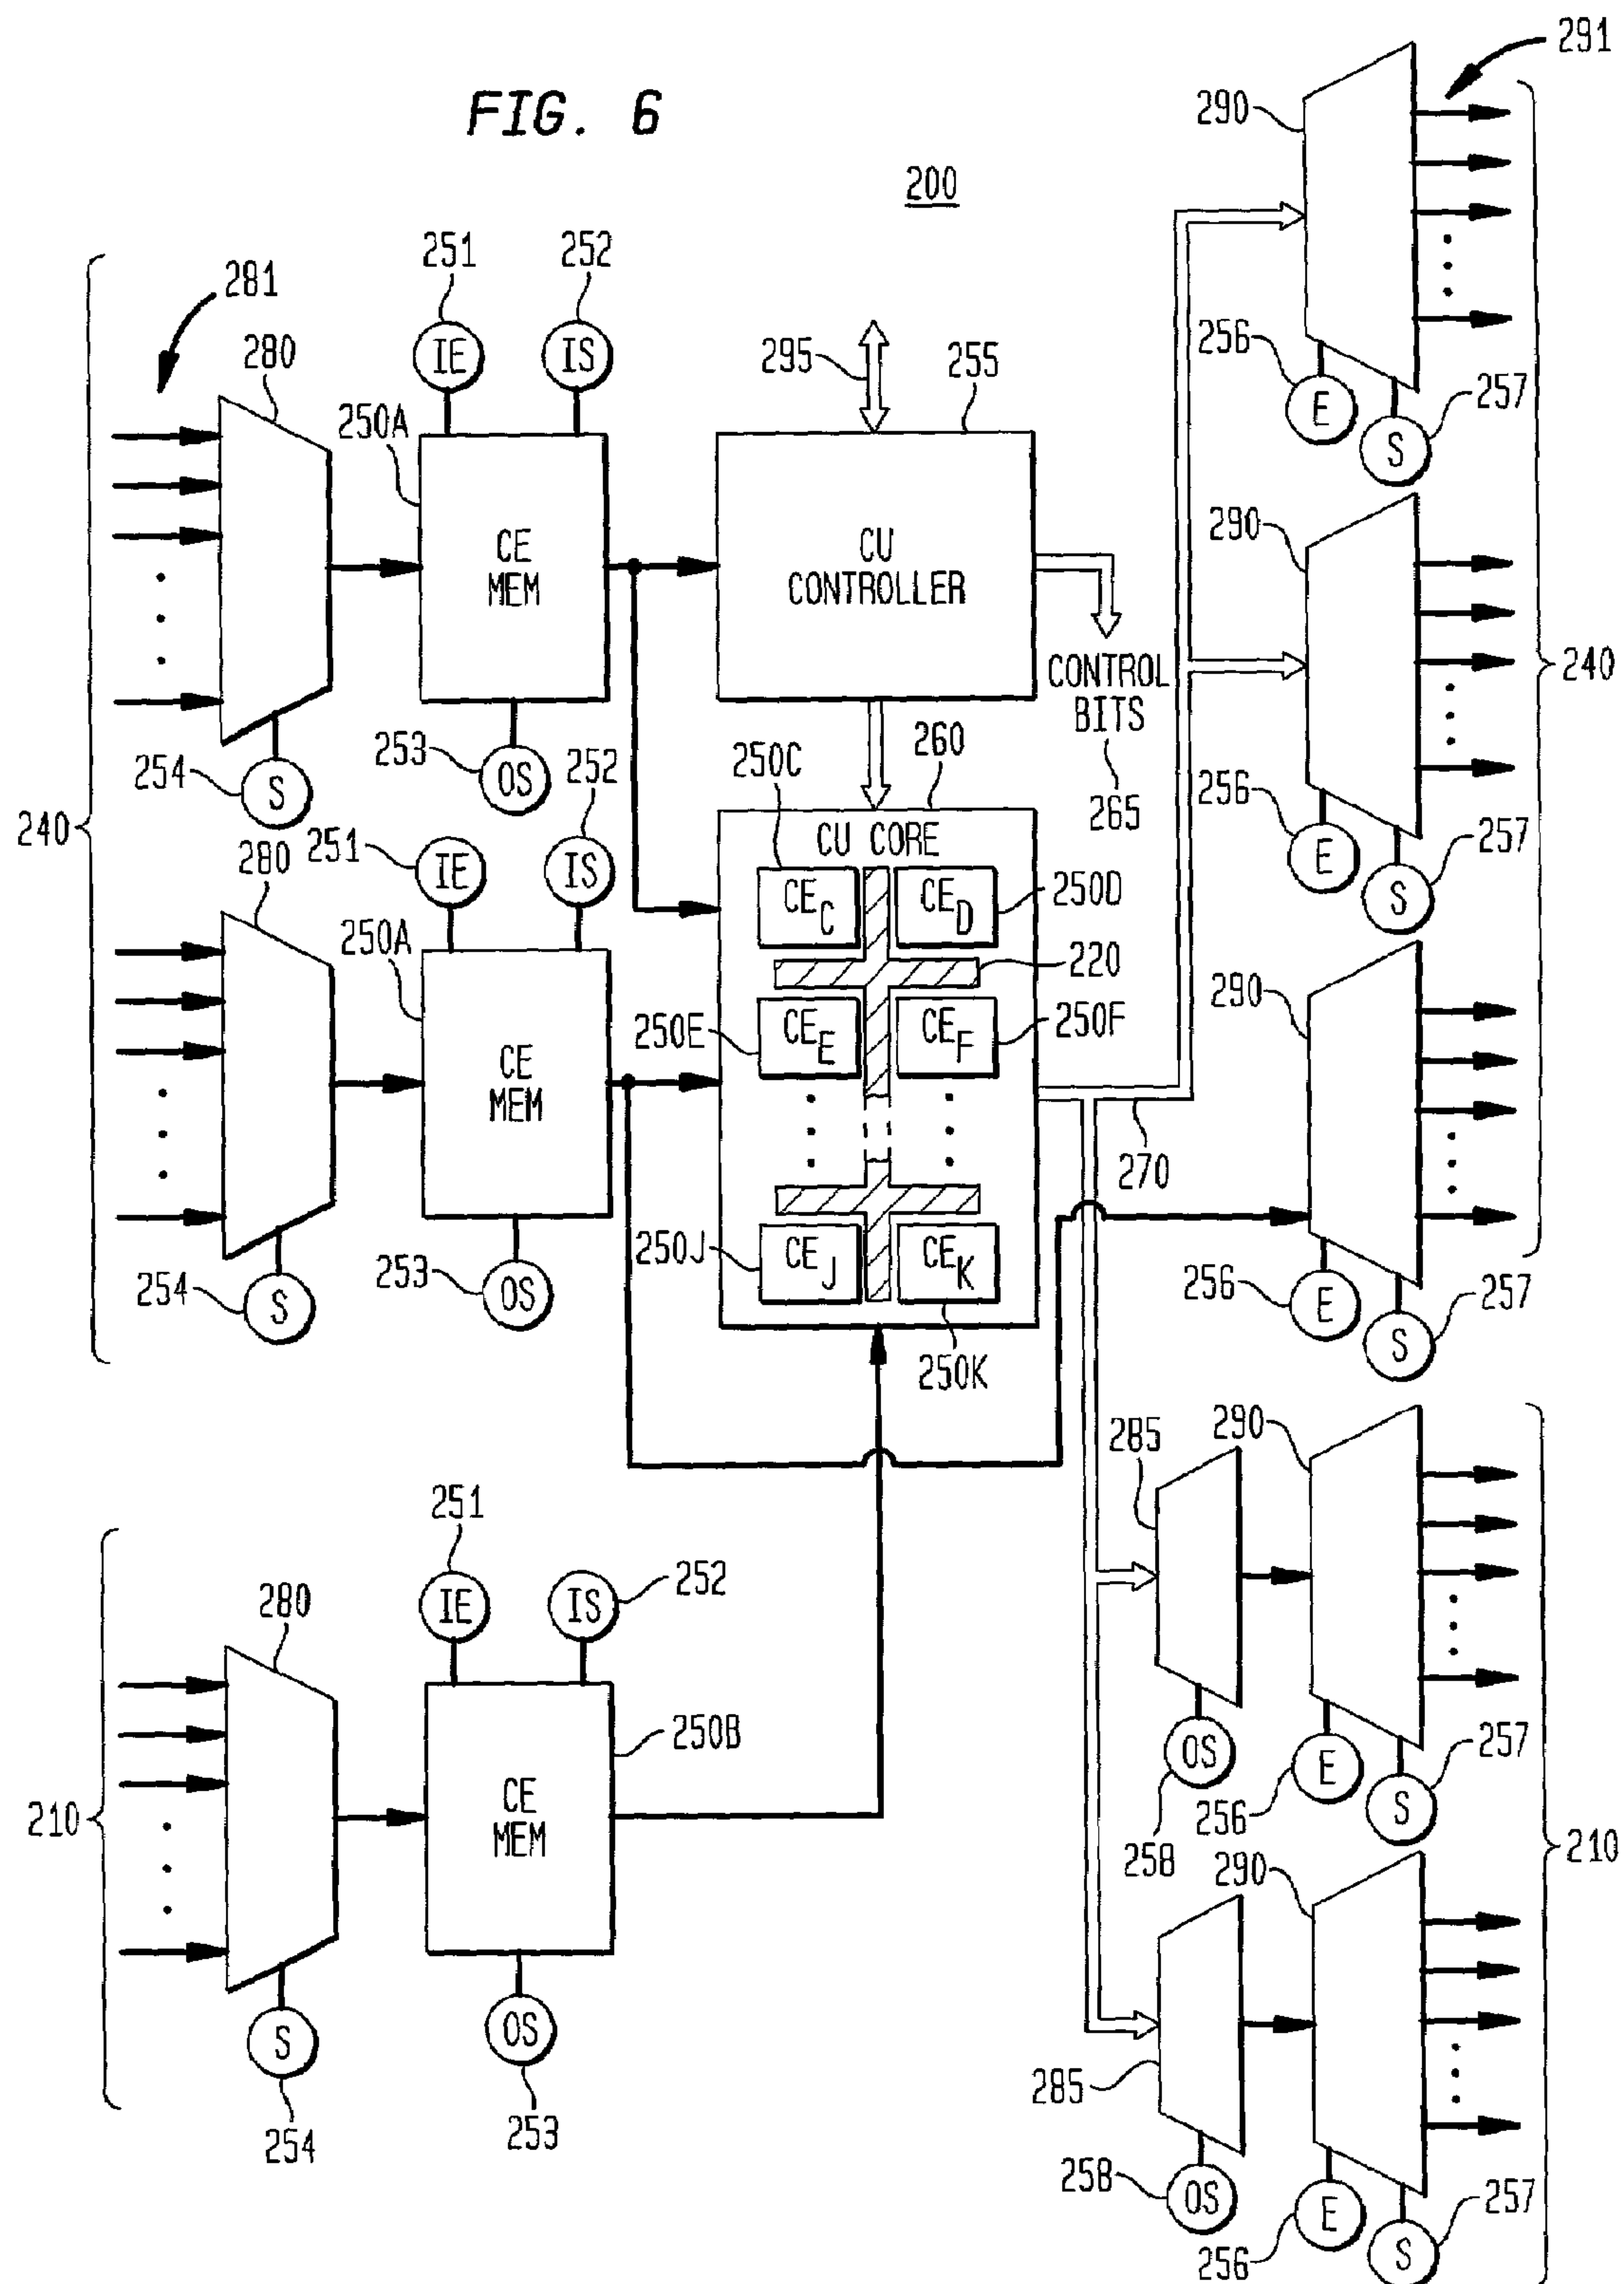 FIG. 6
200
291
290
281
280
251
252
IE
IS
295
255
250A
CE
MEM
CU
CONTROLLER
256
E
257
S
290
240
CONTROL
BITS
265
254
S
253
OS
252
250C
260
240
256
E
257
S
280
251
IE
IS
CU CORE
CE C
CE D
250D
250A
220
290
250E
CE E
CE F
250F
CE
MEM
270
250J
CE J
CE K
254
S
253
OS
256
E
257
S
250K
285
290
251
252
280
IE
IS
250B
CE
MEM
210
OS
258
256
E
257
S
290
210
S
254
OS
253
285
258
OS
256
E
257
S